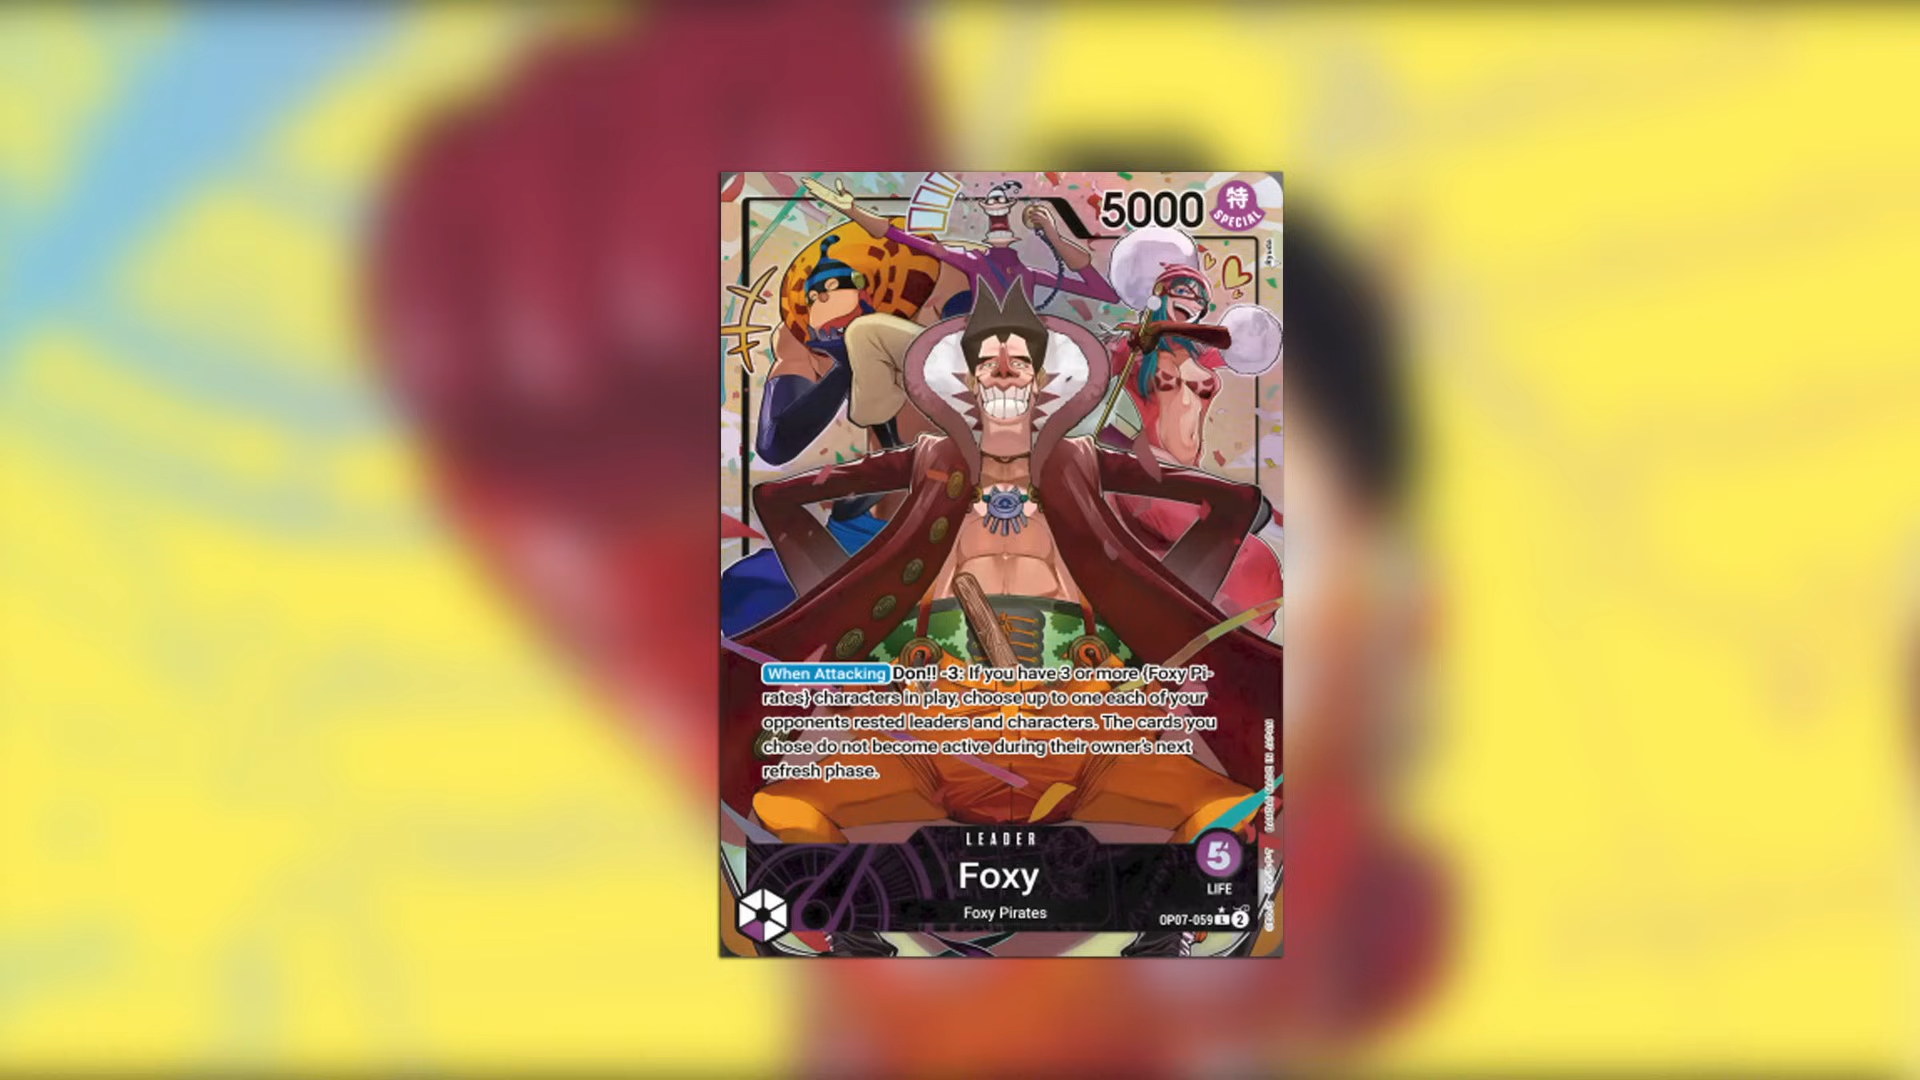 5000
特
SPECIAL
When Attacking Don!! -3: If you have 3 or more {Foxy Pi-
rates} characters in play, choose up to one each of your
opponents rested leaders and characters. The cards you
chose do not become active during their owner's next
refresh phase.
LEADER
Foxy
Foxy Pirates
5
LIFE
OP07-059 L 2